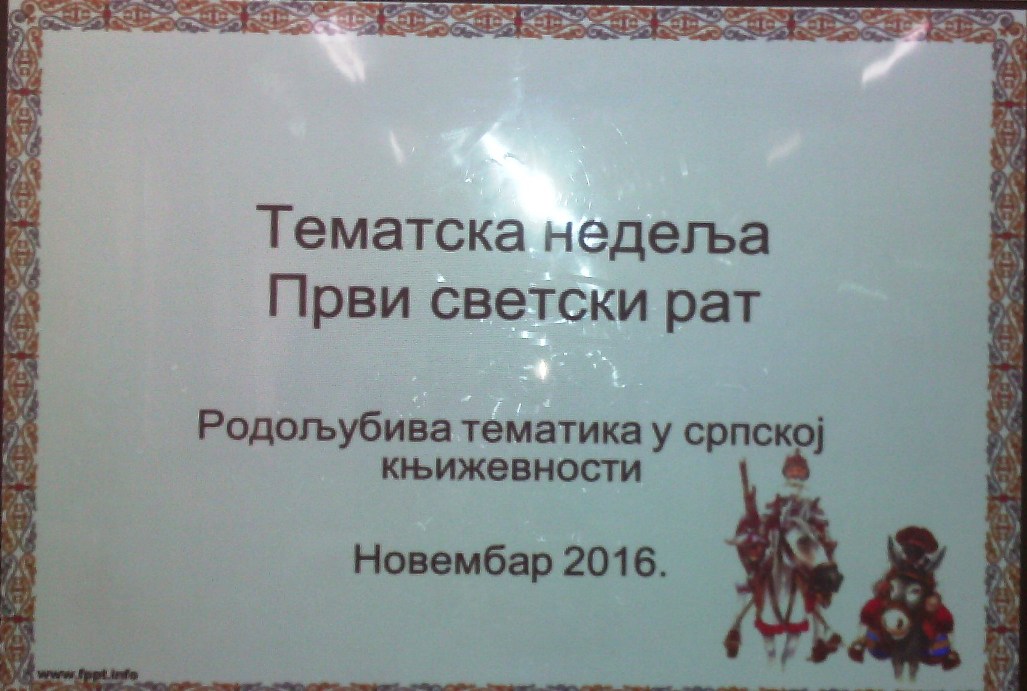 Тематска недеља
Први светски рат
Родољубива тематика у српској
књижевности
Новембар 2016.
www.fppt.info